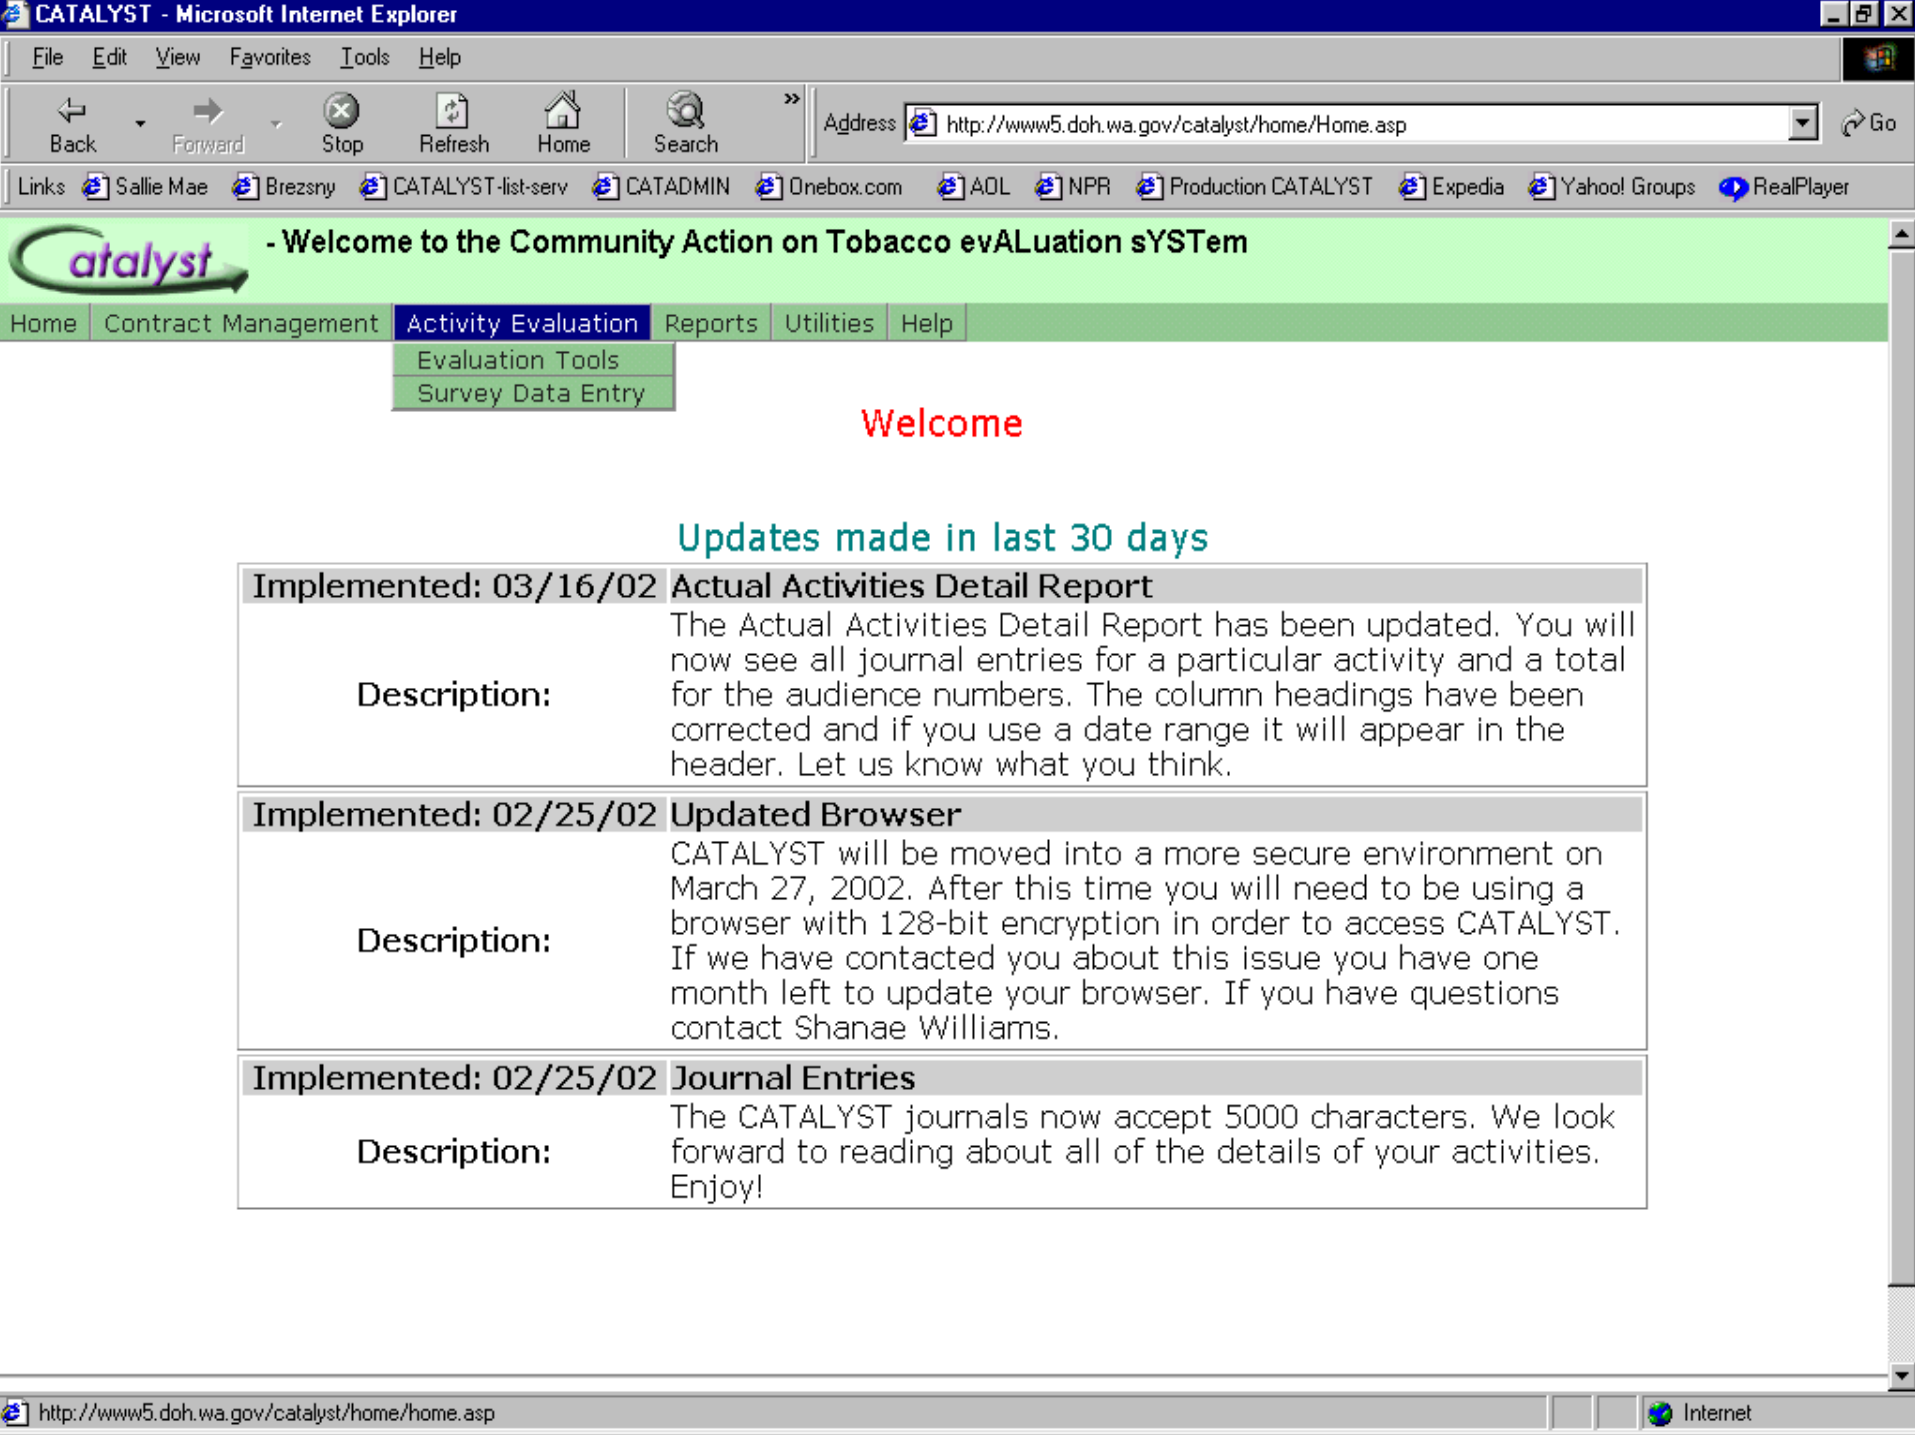 CATALYST - Microsoft Internet Explorer
File Edit View Favorites Tools Help
Back Forward Stop Refresh Home Search » Address http://www5.doh.wa.gov/catalyst/home/Home.asp Go
Links Sallie Mae Brezsny CATALYST-list-serv CATADMIN Onebox.com AOL NPR Production CATALYST Expedia Yahoo! Groups RealPlayer
Catalyst - Welcome to the Community Action on Tobacco evALuation sYSTem
Home Contract Management Activity Evaluation Reports Utilities Help
Evaluation Tools
Survey Data Entry
Welcome
Updates made in last 30 days
Implemented: 03/16/02 Actual Activities Detail Report
Description:
The Actual Activities Detail Report has been updated. You will
now see all journal entries for a particular activity and a total
for the audience numbers. The column headings have been
corrected and if you use a date range it will appear in the
header. Let us know what you think.
Implemented: 02/25/02 Updated Browser
Description:
CATALYST will be moved into a more secure environment on
March 27, 2002. After this time you will need to be using a
browser with 128-bit encryption in order to access CATALYST.
If we have contacted you about this issue you have one
month left to update your browser. If you have questions
contact Shanae Williams.
Implemented: 02/25/02 Journal Entries
Description:
The CATALYST journals now accept 5000 characters. We look
forward to reading about all of the details of your activities.
Enjoy!
http://www5.doh.wa.gov/catalyst/home/home.asp Internet